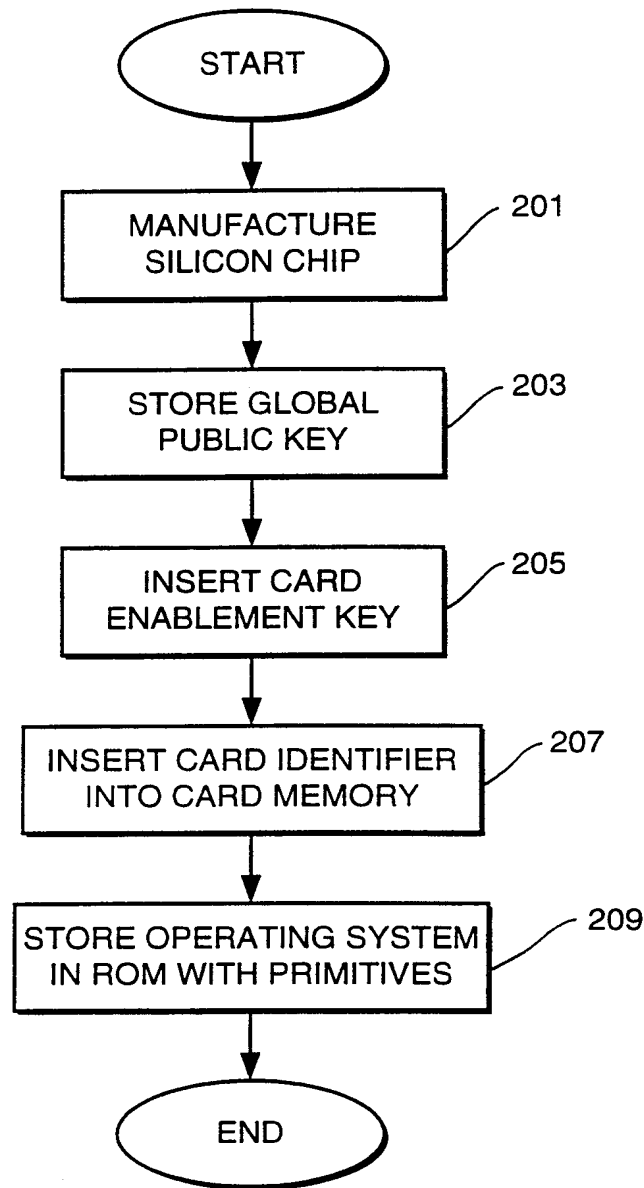 START
MANUFACTURE
SILICON CHIP
201
STORE GLOBAL
PUBLIC KEY
203
INSERT CARD
ENABLEMENT KEY
205
INSERT CARD IDENTIFIER
INTO CARD MEMORY
207
STORE OPERATING SYSTEM
IN ROM WITH PRIMITIVES
209
END